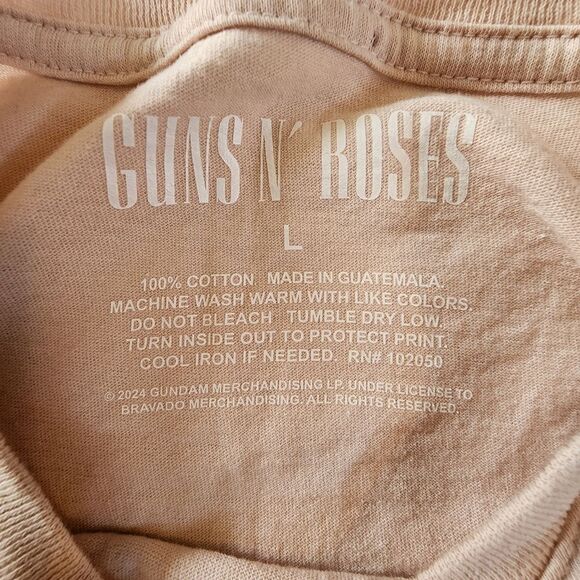 GUNS N' ROSES
L
100% COTTON MADE IN GUATEMALA.
MACHINE WASH WARM WITH LIKE COLORS.
DO NOT BLEACH TUMBLE DRY LOW.
TURN INSIDE OUT TO PROTECT PRINT.
COOL IRON IF NEEDED. RN# 102050
© 2024 GUNDAM MERCHANDISING LP. UNDER LICENSE TO
BRAVADO MERCHANDISING. ALL RIGHTS RESERVED.